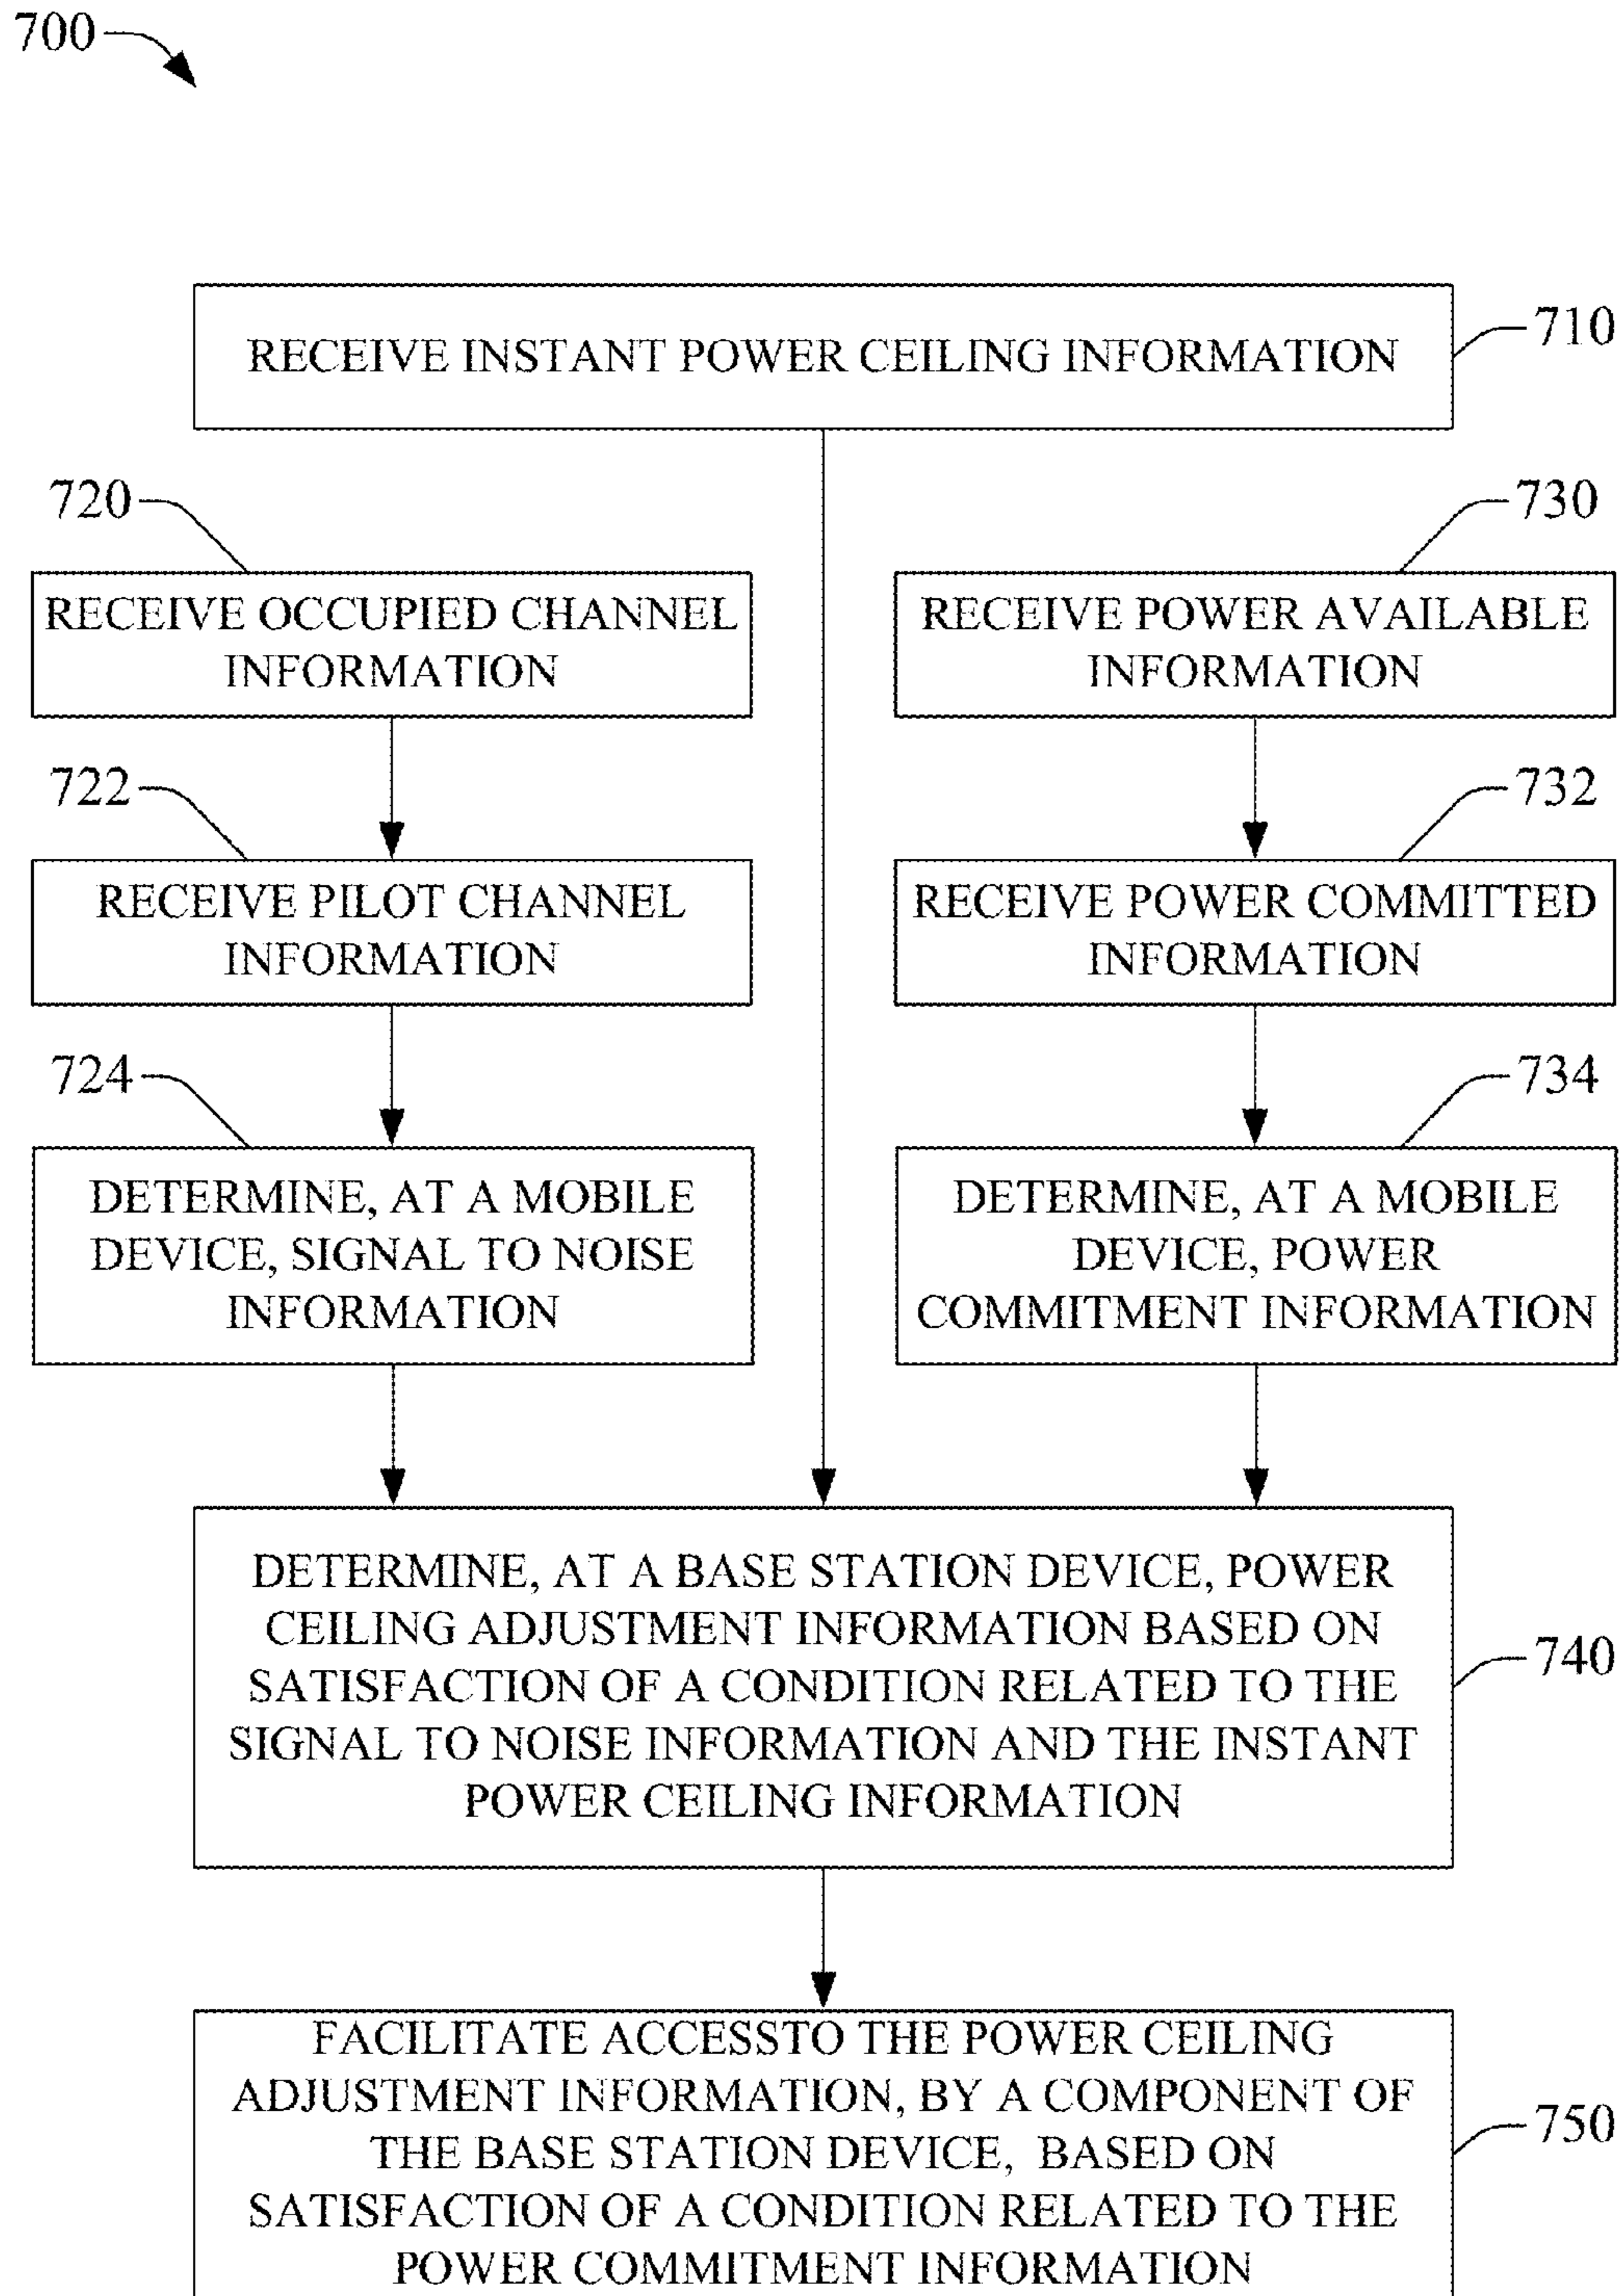 700
RECEIVE INSTANT POWER CEILING INFORMATION
710
720
730
RECEIVE OCCUPIED CHANNEL
INFORMATION
RECEIVE POWER AVAILABLE
INFORMATION
722
732
RECEIVE PILOT CHANNEL
INFORMATION
RECEIVE POWER COMMITTED
INFORMATION
724
734
DETERMINE, AT A MOBILE
DEVICE, SIGNAL TO NOISE
INFORMATION
DETERMINE, AT A MOBILE
DEVICE, POWER
COMMITMENT INFORMATION
DETERMINE, AT A BASE STATION DEVICE, POWER
CEILING ADJUSTMENT INFORMATION BASED ON
SATISFACTION OF A CONDITION RELATED TO THE
SIGNAL TO NOISE INFORMATION AND THE INSTANT
POWER CEILING INFORMATION
740
FACILITATE ACCESSTO THE POWER CEILING
ADJUSTMENT INFORMATION, BY A COMPONENT OF
THE BASE STATION DEVICE, BASED ON
SATISFACTION OF A CONDITION RELATED TO THE
POWER COMMITMENT INFORMATION
750